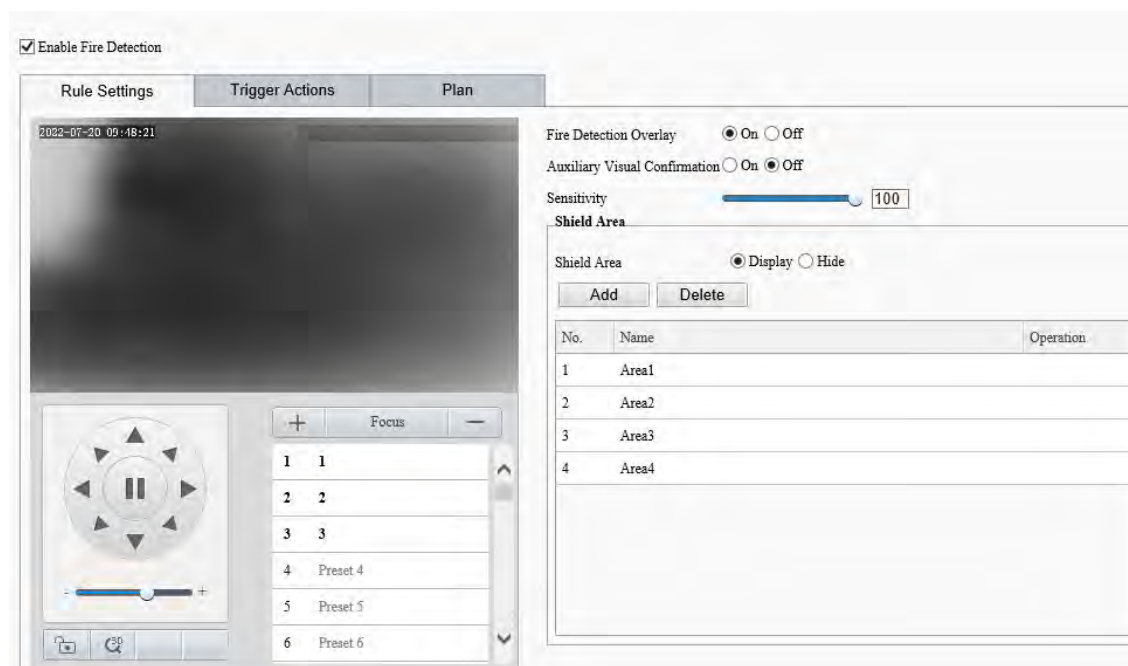 Enable Fire Detection
Rule Settings Trigger Actions Plan
2022-07-20 09:48:21
Fire Detection Overlay On Off
Auxiliary Visual Confirmation On Off
Sensitivity 100
Shield Area
Shield Area Display Hide
Add Delete
No. Name Operation
1 Area1
2 Area2
3 Area3
4 Area4
+ Focus —
1 1
2 2
3 3
4 Preset 4
5 Preset 5
6 Preset 6
- +
3D